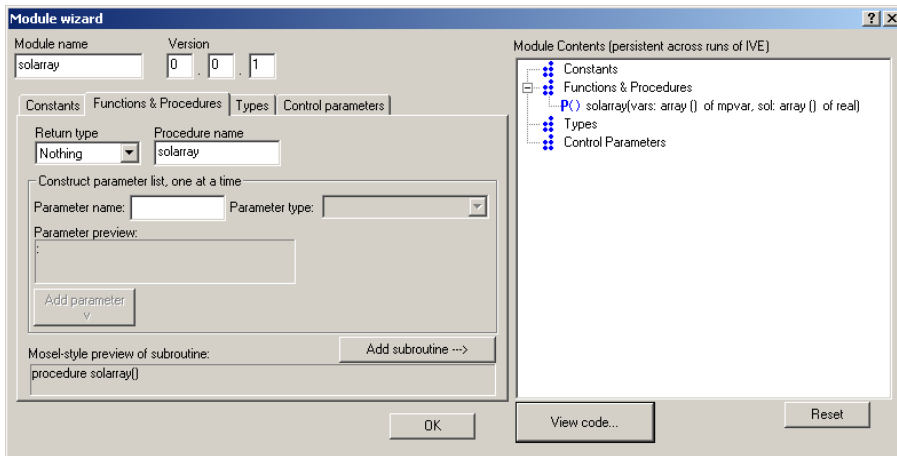 Module wizard
Module name
solarray
Version
0 . 0 . 1
Constants
Functions & Procedures
Types
Control parameters
Return type
Nothing
Procedure name
solarray
Construct parameter list, one at a time
Parameter name:
Parameter type:
Parameter preview:
:
Add parameter
v
Add subroutine --->
Mosel-style preview of subroutine:
procedure solarray()
OK
Module Contents (persistent across runs of IVE)
Constants
Functions & Procedures
P() solarray(vars: array () of mpvar, sol: array () of real)
Types
Control Parameters
View code...
Reset